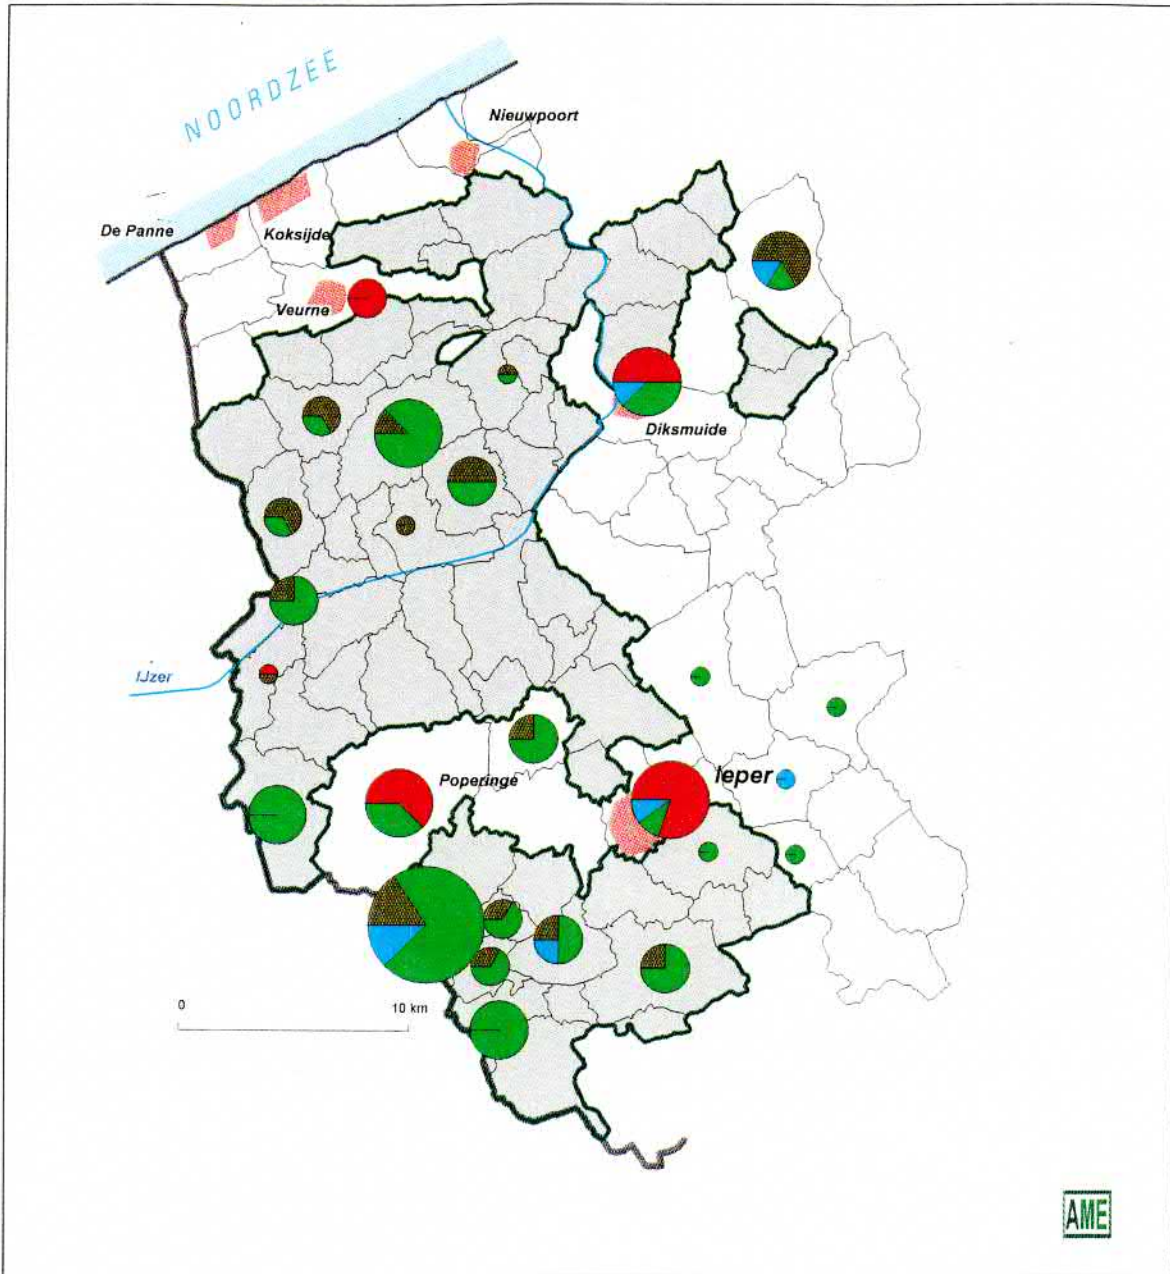 NOORDZEE
Nieuwpoort
De Panne
Koksijde
Veurne
Diksmuide
IJzer
Ieper
Poperinge
0
10 km
AME